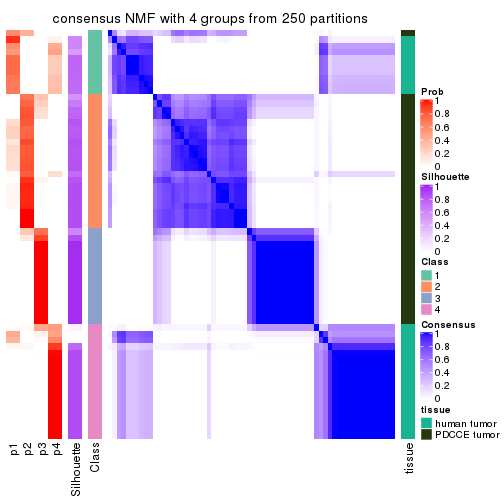 consensus NMF with 4 groups from 250 partitions
Prob
1
0.8
0.6
0.4
0.2
0
Silhouette
1
0.8
0.6
0.4
0.2
0
Class
1
2
3
4
Consensus
1
0.8
0.6
0.4
0.2
0
tissue
human tumor
PDCCE tumor
p1
p2
p3
p4
Silhouette
Class
tissue